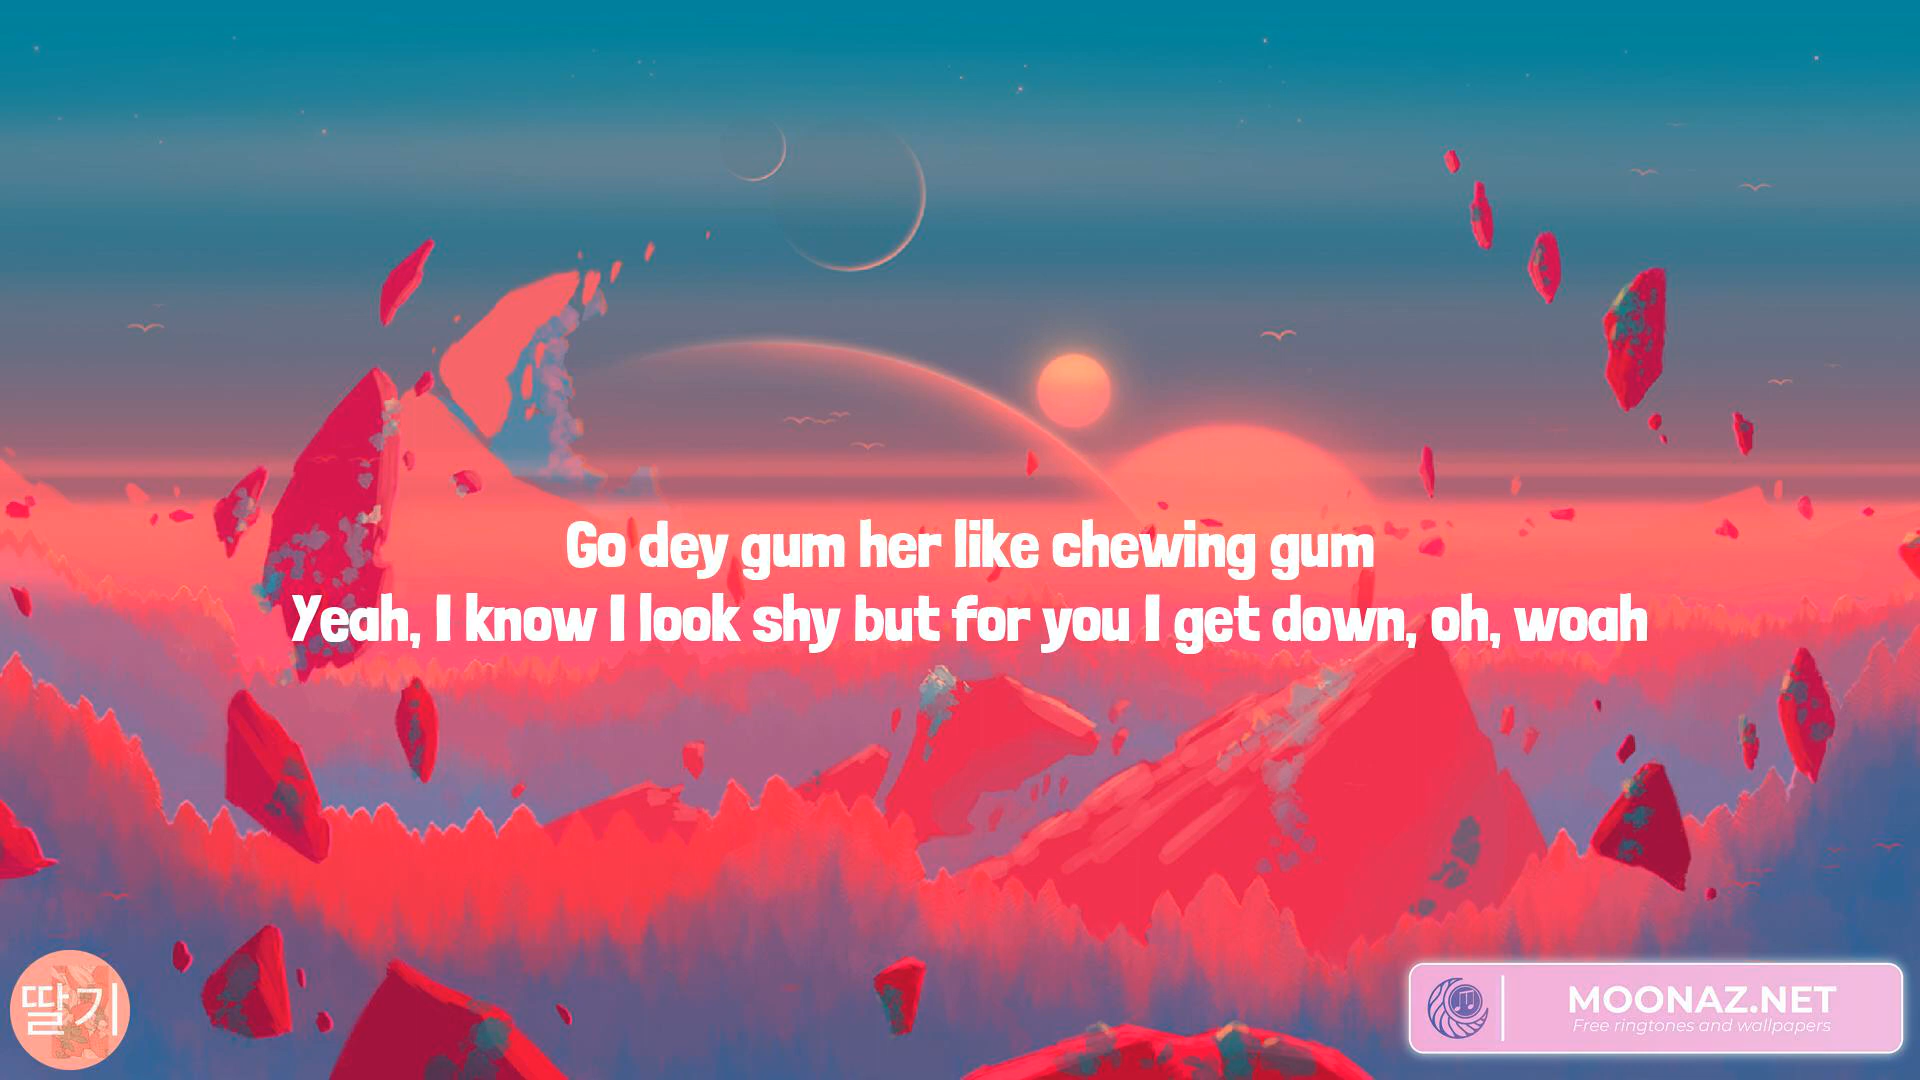 Go dey gum her like chewing gum
Yeah, I know I look shy but for you I get down, oh, woah
딸기
MOONAZ.NET
Free ringtones and wallpapers